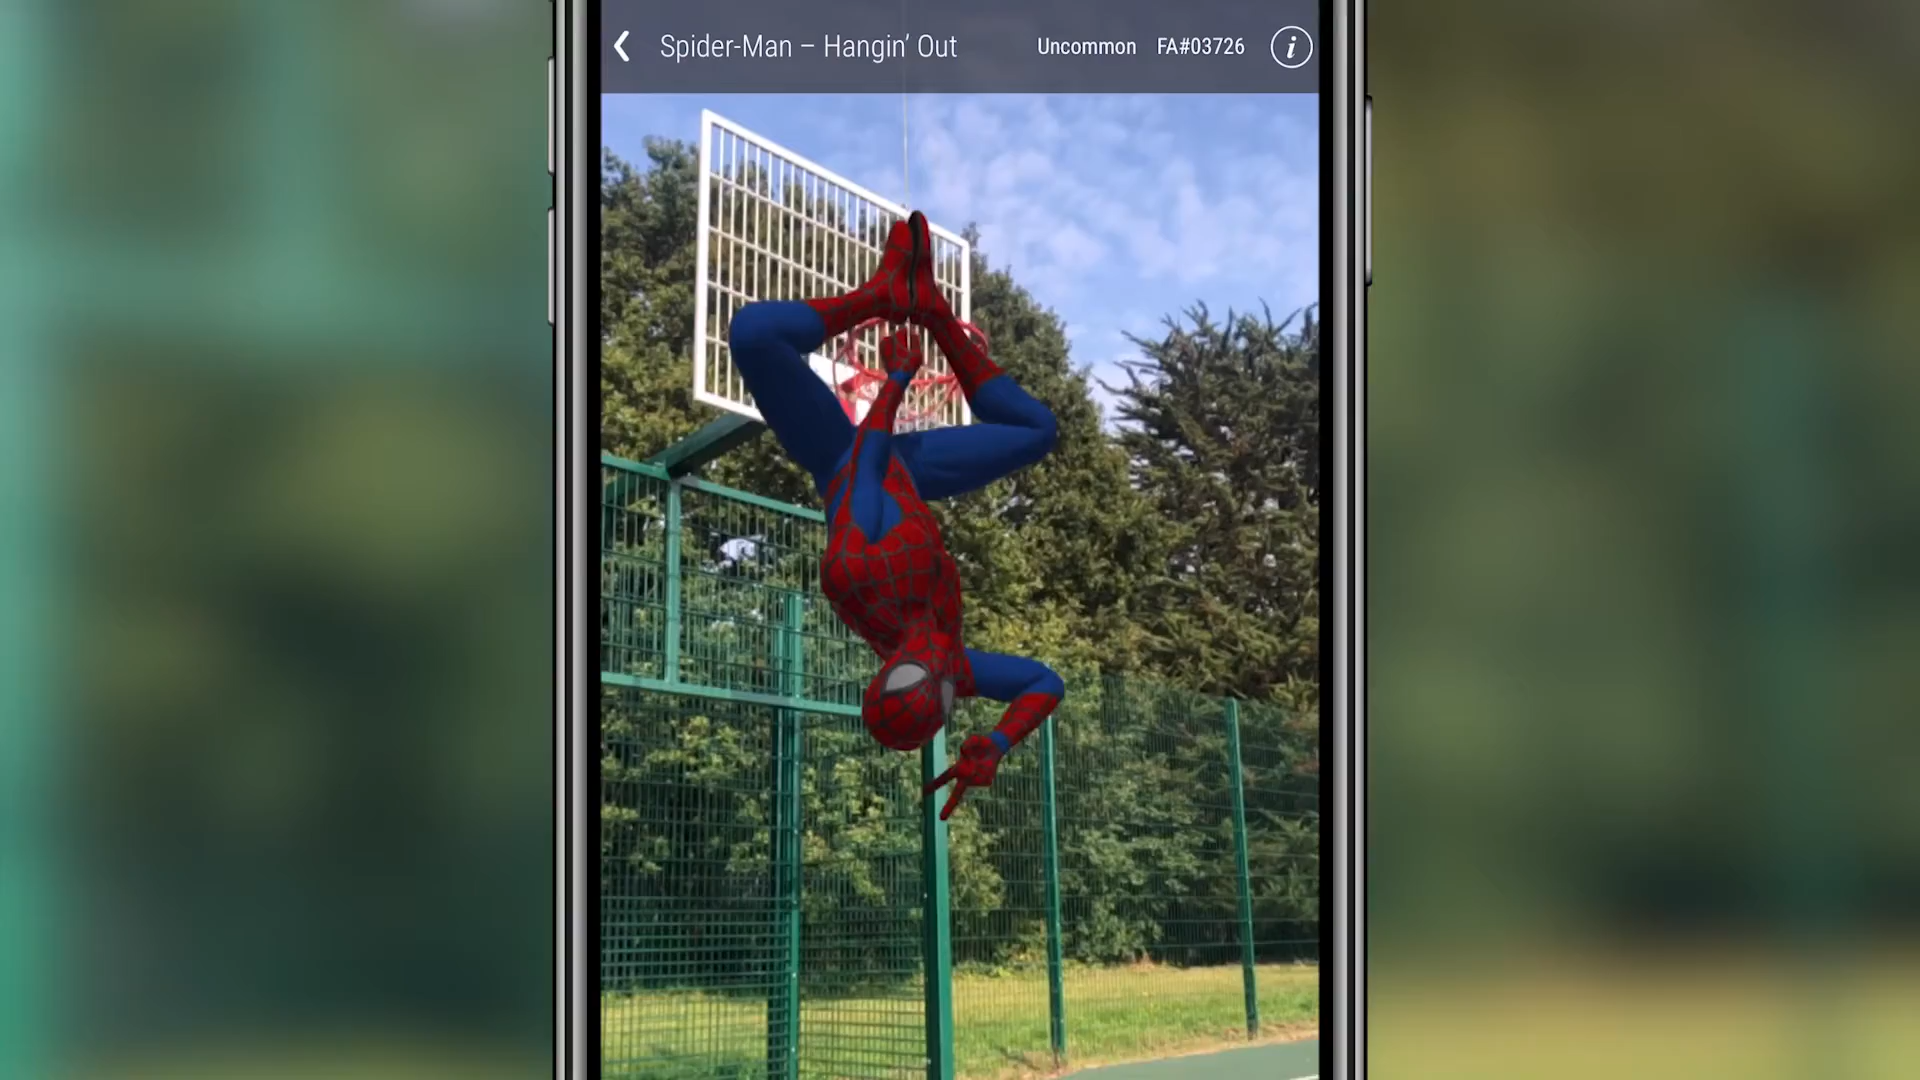 Spider-Man – Hangin’ Out Uncommon FA#03726